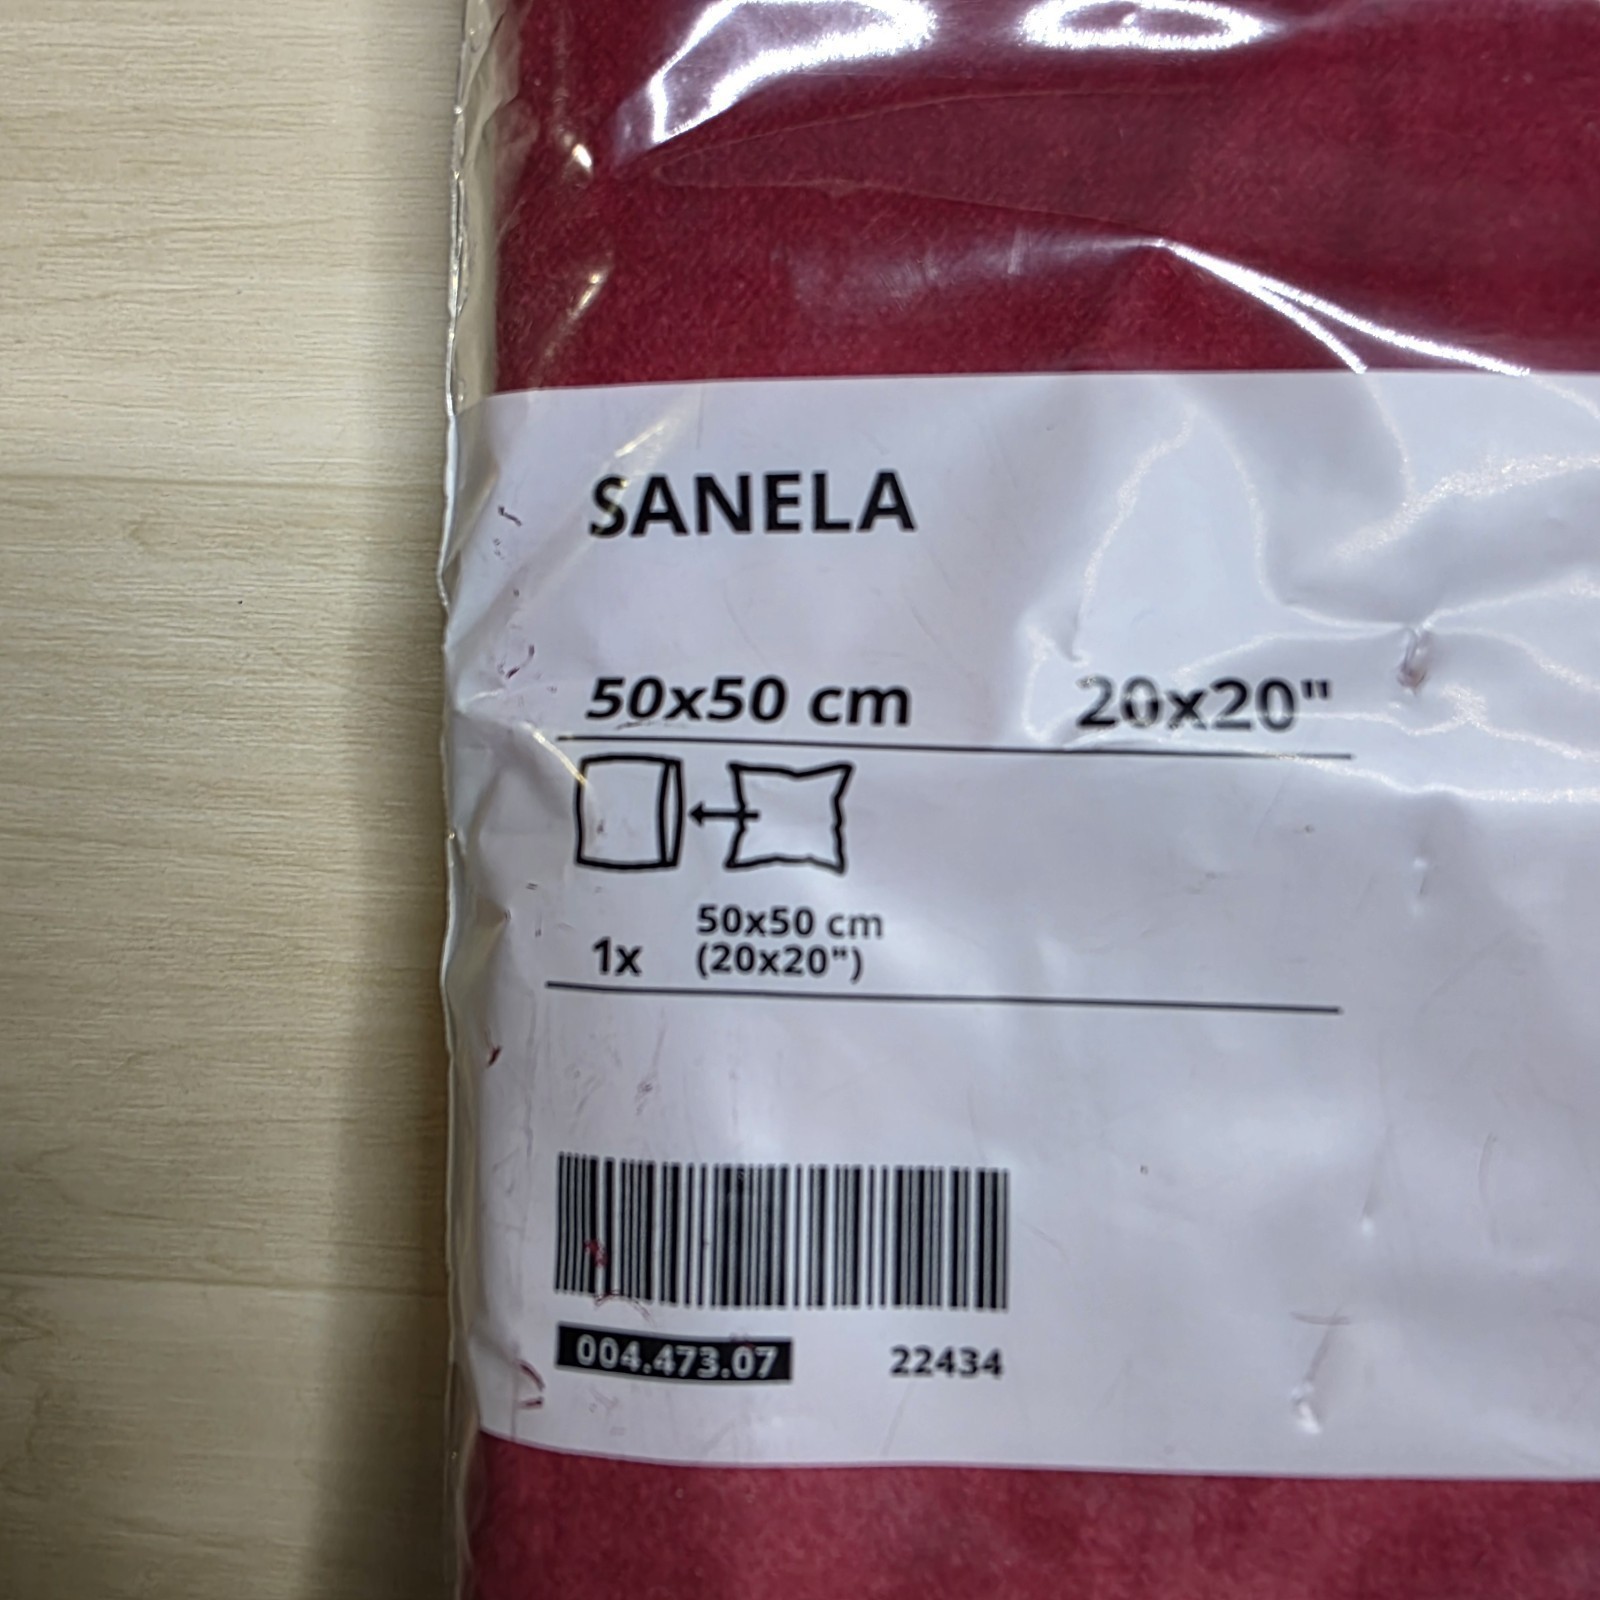 SANELA
50x50 cm 20x20"
50x50 cm
1x (20x20")
004.473.07 22434